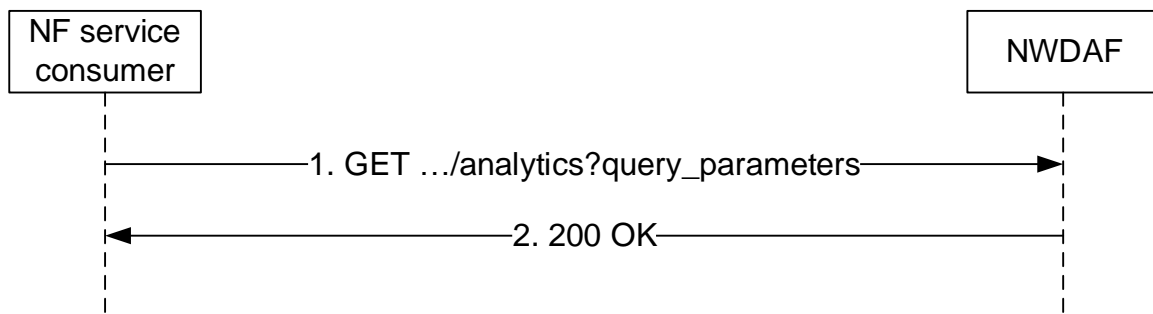 NF service
consumer
NWDAF
1. GET …/analytics?query_parameters
2. 200 OK